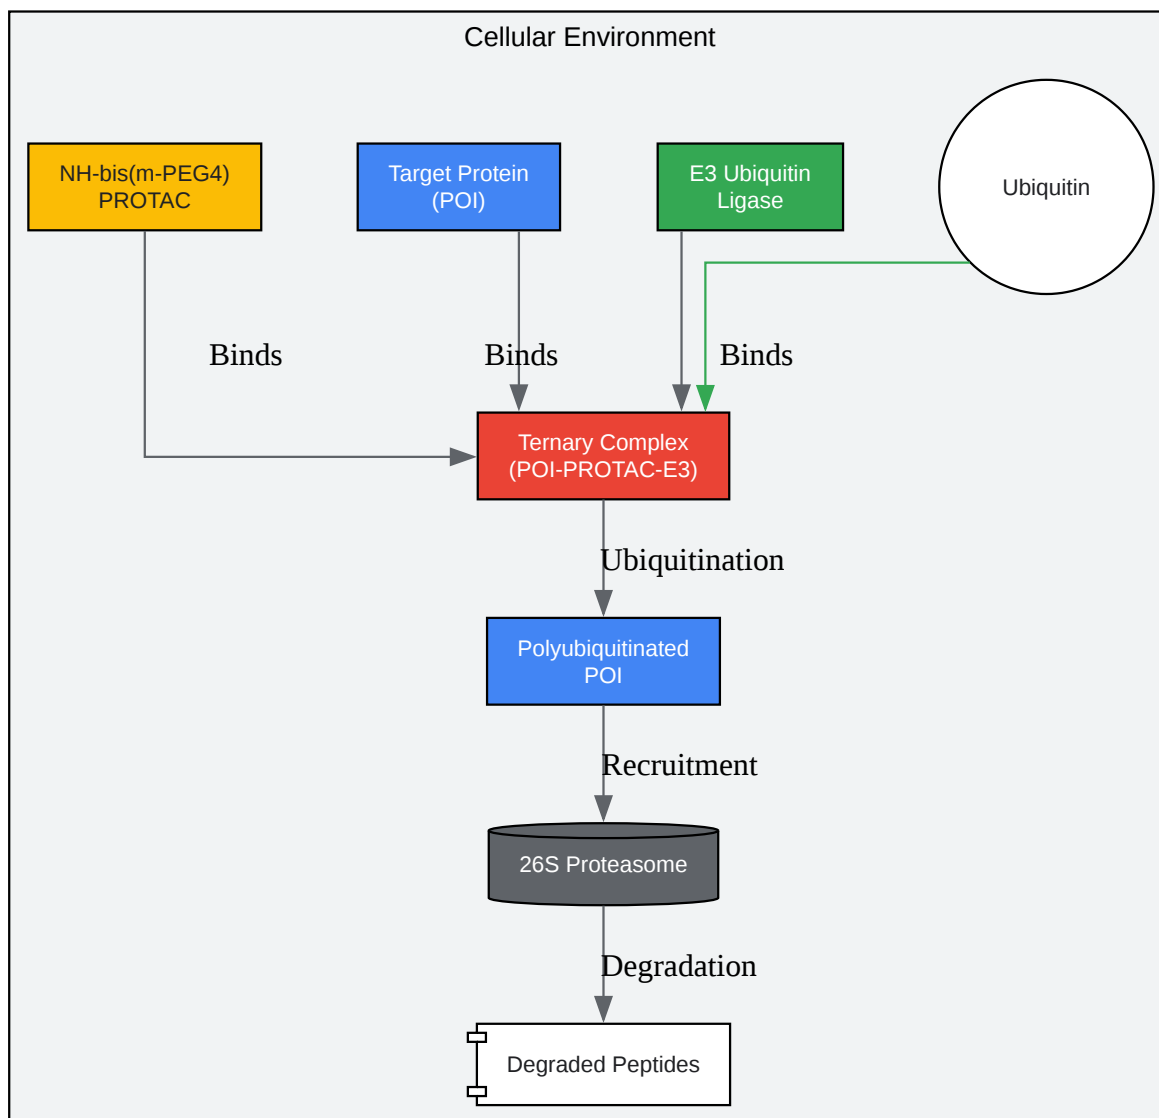 Cellular Environment
NH-bis(m-PEG4)
PROTAC
Target Protein
(POI)
E3 Ubiquitin
Ligase
Ubiquitin
Binds
Binds
Binds
Ternary Complex
(POI-PROTAC-E3)
Ubiquitination
Polyubiquitinated
POI
Recruitment
26S Proteasome
Degradation
Degraded Peptides